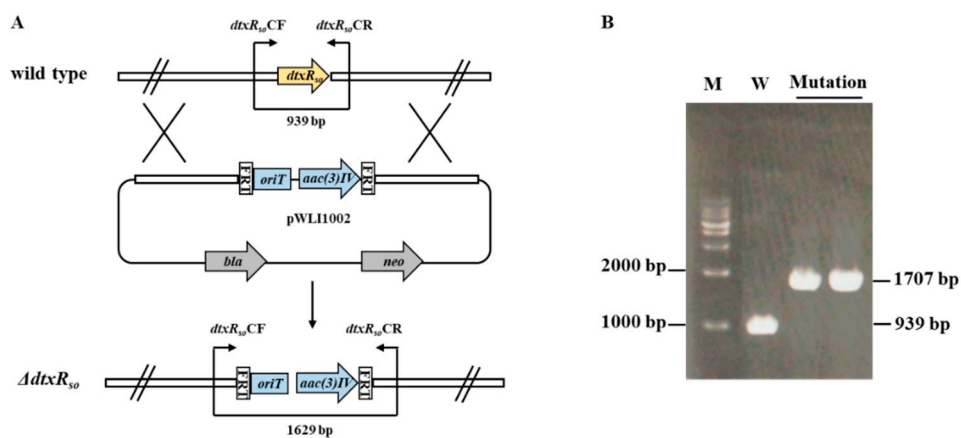 A
dtxRsoCF dtxRsoCR
wild type
dtxRso
939 bp
FRT oriT aac(3)IV FRT
pWLI1002
bla neo
dtxRsoCF dtxRsoCR
ΔdtxRso
FRT oriT aac(3)IV FRT
1629 bp
B
M W Mutation
2000 bp
1707 bp
1000 bp
939 bp